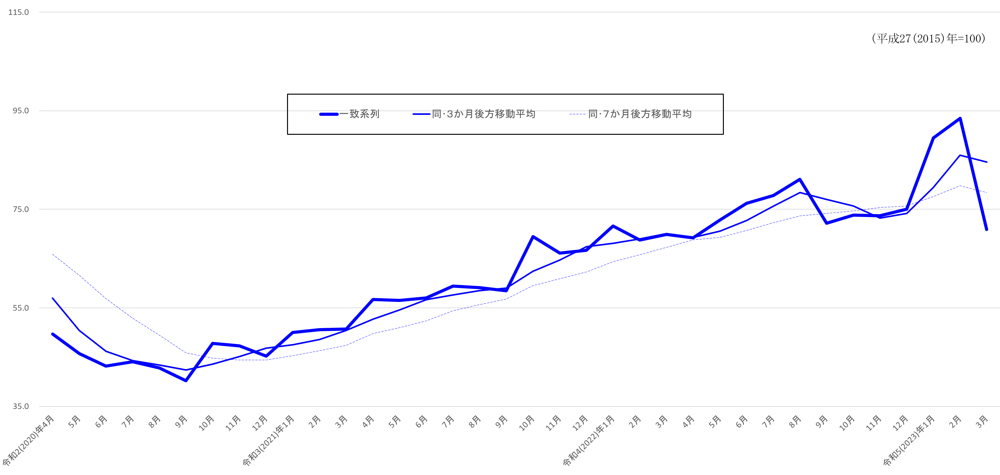 115.0
(平成27(2015)年=100)
95.0
一致系列 同・3か月後方移動平均 同・7か月後方移動平均
75.0
55.0
35.0
令和2(2020)年4月 5月 6月 7月 8月 9月 10月 11月 12月 令和3(2021)年1月 2月 3月 4月 5月 6月 7月 8月 9月 10月 11月 12月 令和4(2022)年1月 2月 3月 4月 5月 6月 7月 8月 9月 10月 11月 12月 令和5(2023)年1月 2月 3月